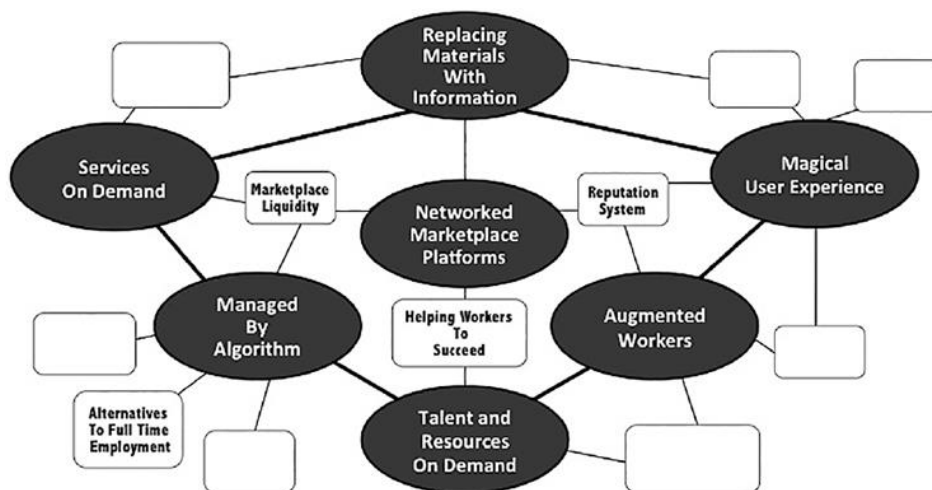 Replacing
Materials
With
Information
Services
On Demand
Magical
User Experience
Marketplace
Liquidity
Reputation
System
Networked
Marketplace
Platforms
Managed
By
Algorithm
Helping Workers
To
Succeed
Augmented
Workers
Alternatives
To Full Time
Employment
Talent and
Resources
On Demand